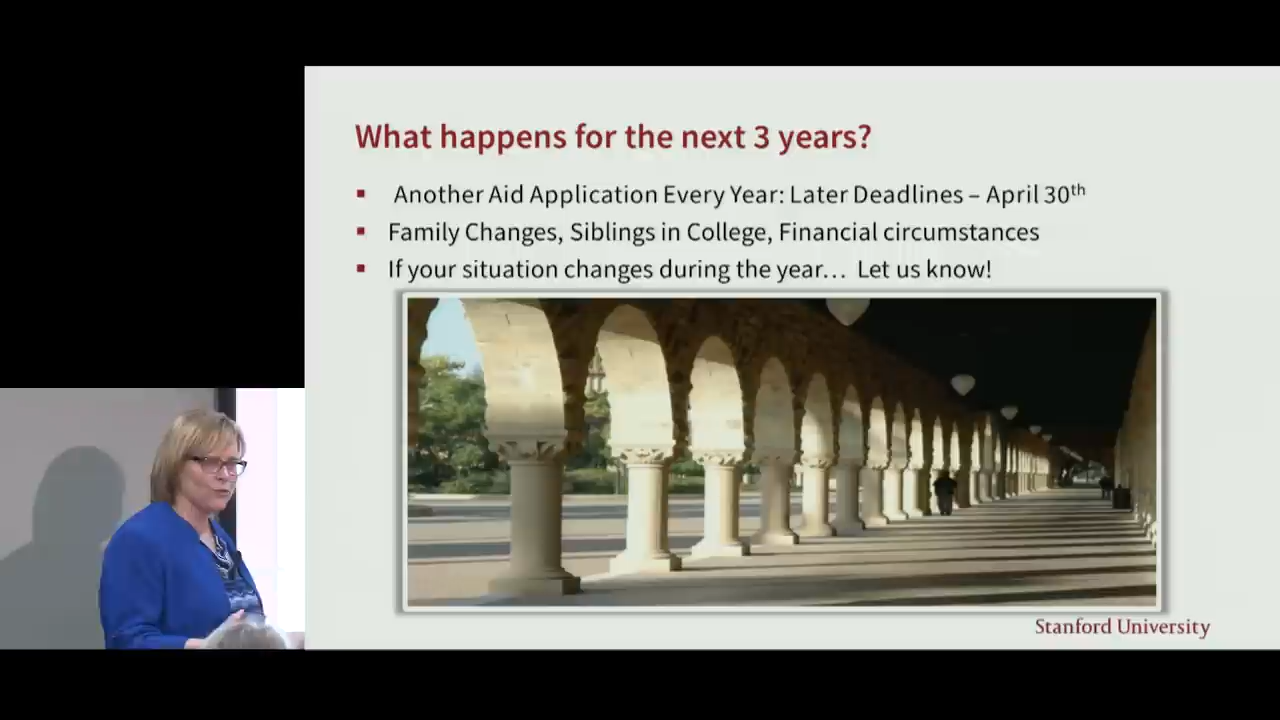 What happens for the next 3 years?
▪ Another Aid Application Every Year: Later Deadlines – April 30th
▪ Family Changes, Siblings in College, Financial circumstances
▪ If your situation changes during the year… Let us know!
Stanford University